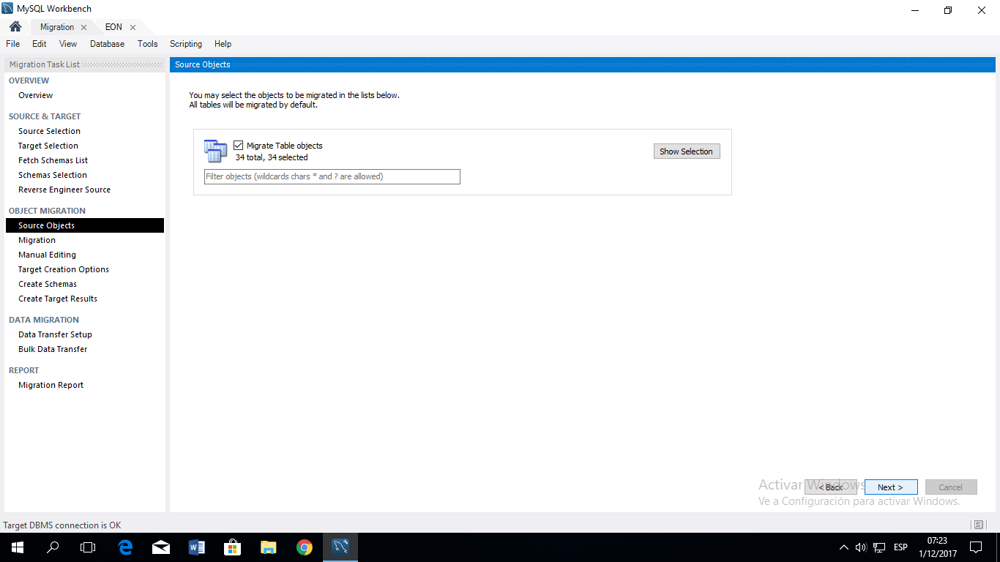 MySQL Workbench
Migration
EON
File Edit View Database Tools Scripting Help
Migration Task List
OVERVIEW
Overview
SOURCE & TARGET
Source Selection
Target Selection
Fetch Schemas List
Schemas Selection
Reverse Engineer Source
OBJECT MIGRATION
Source Objects
Migration
Manual Editing
Target Creation Options
Create Schemas
Create Target Results
DATA MIGRATION
Data Transfer Setup
Bulk Data Transfer
REPORT
Migration Report
Source Objects
You may select the objects to be migrated in the lists below.
All tables will be migrated by default.
Migrate Table objects
34 total, 34 selected
Show Selection
Filter objects (wildcards chars * and ? are allowed)
Activar Windows
Ve a Configuración para activar Windows.
< Back
Next >
Cancel
Target DBMS connection is OK
ESP
07:23
1/12/2017